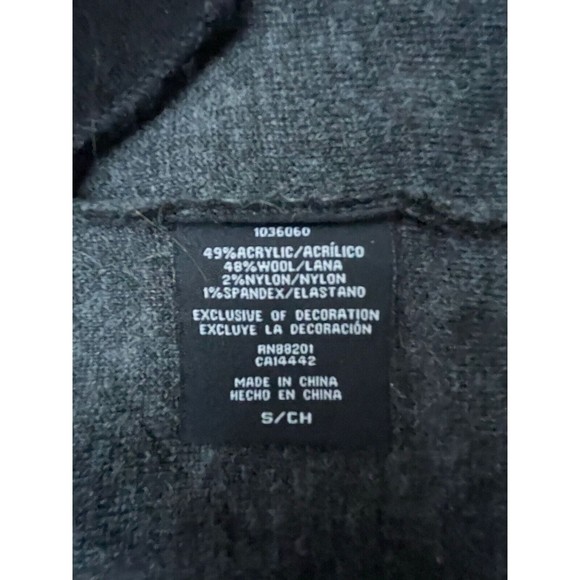 1036060
49%ACRYLIC/ACRÍLICO
48%WOOL/LANA
2%NYLON/NYLON
1%SPANDEX/ELASTANO
EXCLUSIVE OF DECORATION
EXCLUYE LA DECORACIÓN
RN88201
CA14442
MADE IN CHINA
HECHO EN CHINA
S/CH